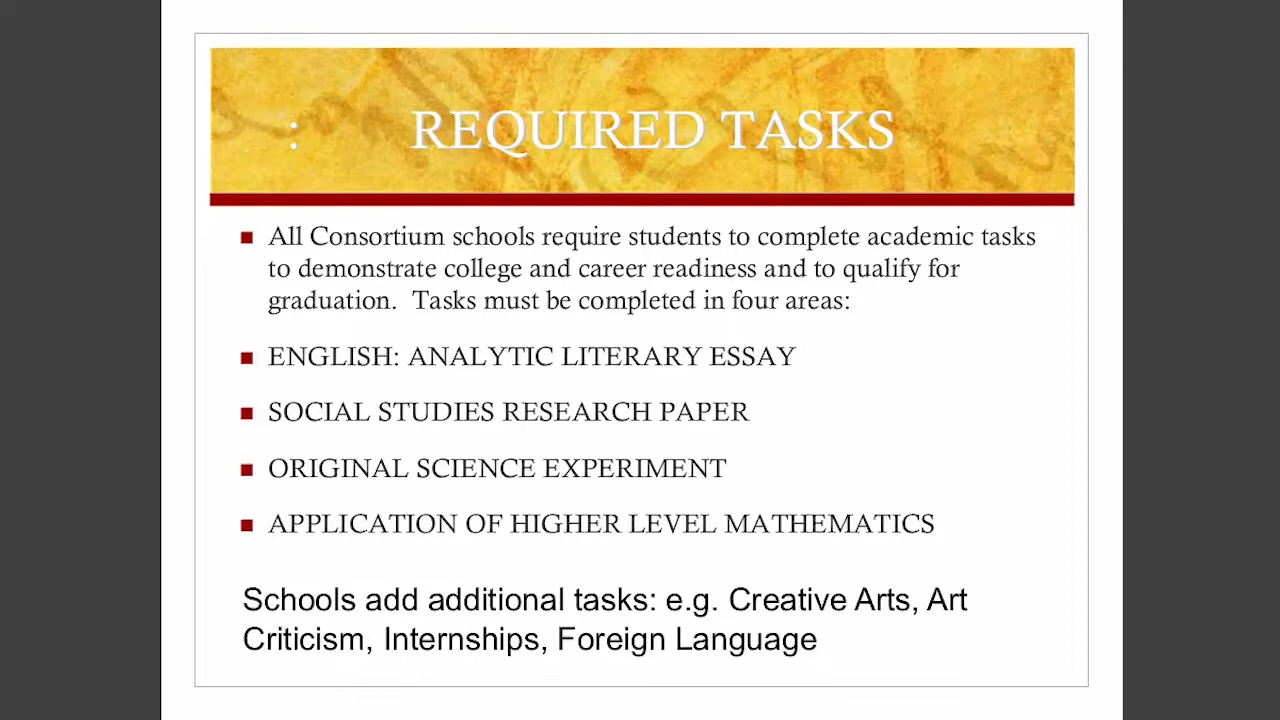 : REQUIRED TASKS
■ All Consortium schools require students to complete academic tasks
to demonstrate college and career readiness and to qualify for
graduation.  Tasks must be completed in four areas:
■ ENGLISH: ANALYTIC LITERARY ESSAY
■ SOCIAL STUDIES RESEARCH PAPER
■ ORIGINAL SCIENCE EXPERIMENT
■ APPLICATION OF HIGHER LEVEL MATHEMATICS
Schools add additional tasks: e.g. Creative Arts, Art
Criticism, Internships, Foreign Language